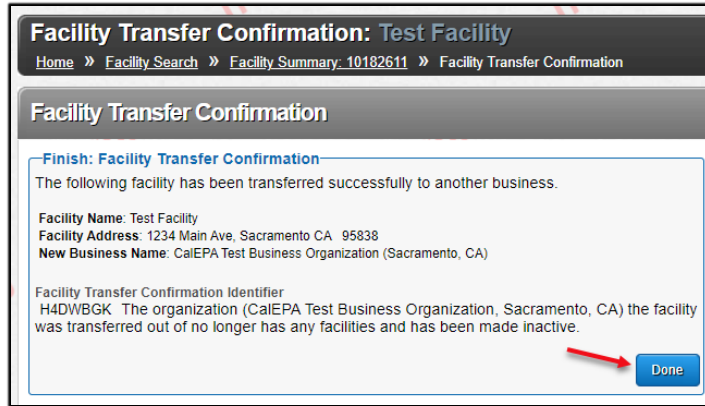 Facility Transfer Confirmation: Test Facility
Home » Facility Search » Facility Summary: 10182611 » Facility Transfer Confirmation
Facility Transfer Confirmation
Finish: Facility Transfer Confirmation
The following facility has been transferred successfully to another business.
Facility Name: Test Facility
Facility Address: 1234 Main Ave, Sacramento CA 95838
New Business Name: CalEPA Test Business Organization (Sacramento, CA)
Facility Transfer Confirmation Identifier
H4DWBGK The organization (CalEPA Test Business Organization, Sacramento, CA) the facility
was transferred out of no longer has any facilities and has been made inactive.
Done